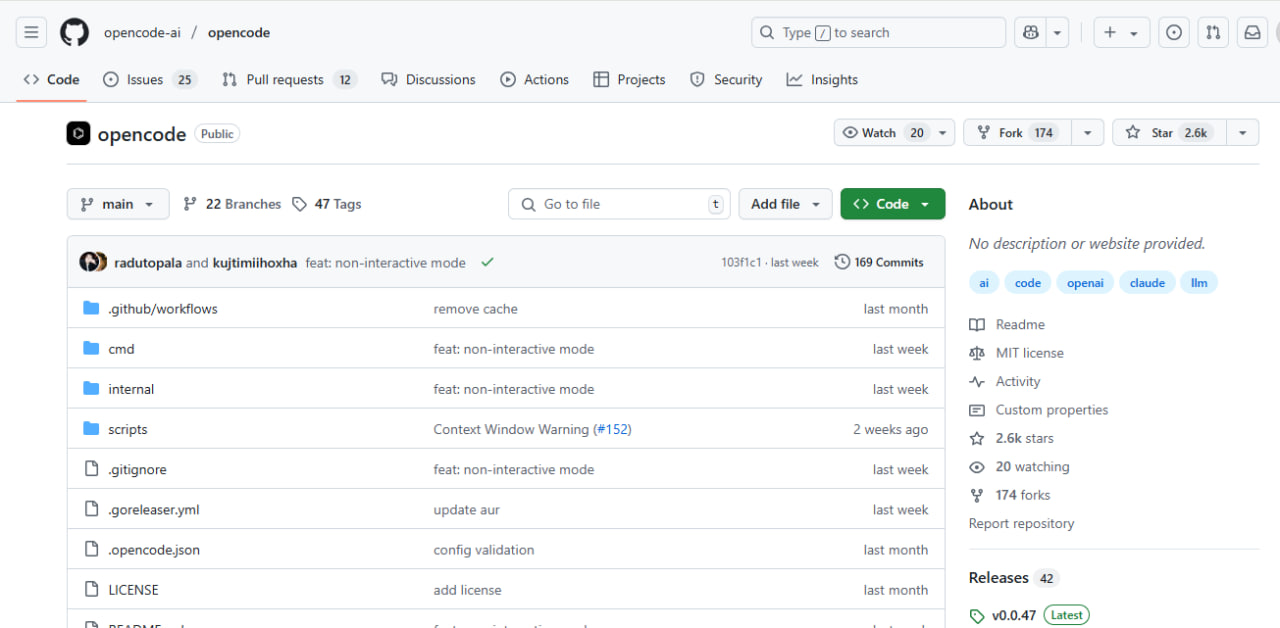 opencode-ai / opencode
Type / to search
Code
Issues 25
Pull requests 12
Discussions
Actions
Projects
Security
Insights
opencode Public
Watch 20
Fork 174
Star 2.6k
main
22 Branches
47 Tags
Go to file t
Add file
Code
radutopala and kujtimiihoxha feat: non-interactive mode 103f1c1 · last week 169 Commits
.github/workflows remove cache last month
cmd feat: non-interactive mode last week
internal feat: non-interactive mode last week
scripts Context Window Warning (#152) 2 weeks ago
.gitignore feat: non-interactive mode last week
.goreleaser.yml update aur last week
.opencode.json config validation last month
LICENSE add license last month
About
No description or website provided.
ai code openai claude llm
Readme
MIT license
Activity
Custom properties
2.6k stars
20 watching
174 forks
Report repository
Releases 42
v0.0.47 Latest